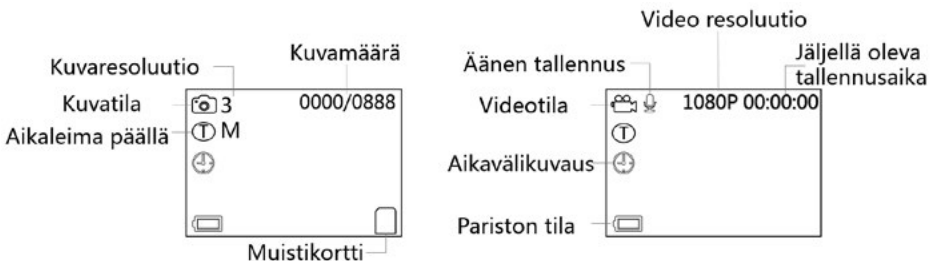 Kuvaresoluutio
Kuvamäärä
Kuvatila
3
0000/0888
Aikaleima päällä
T M
Muistikortti
Video resoluutio
Äänen tallennus
Jäljellä oleva
tallennusaika
Videotila
1080P 00:00:00
T
Aikavälikuvaus
Pariston tila